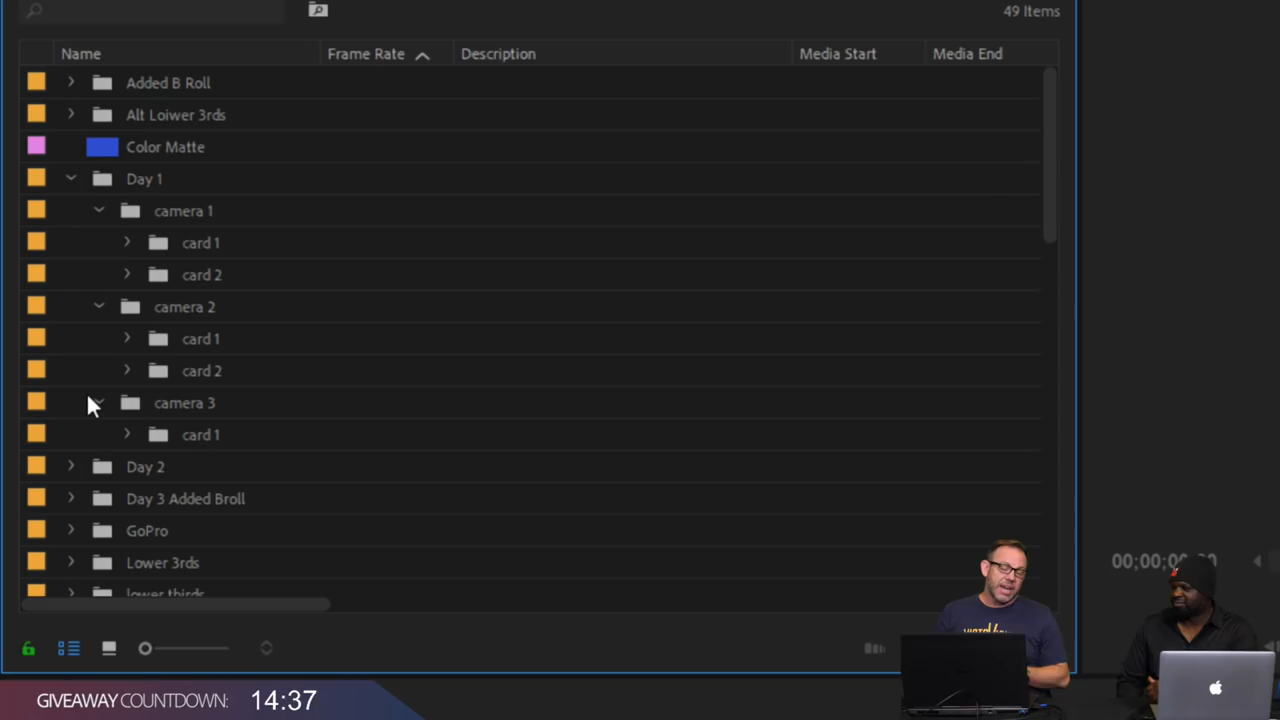 49 Items
Name Frame Rate Description Media Start Media End
Added B Roll
Alt Loiwer 3rds
Color Matte
Day 1
camera 1
card 1
card 2
camera 2
card 1
card 2
camera 3
card 1
Day 2
Day 3 Added Broll
GoPro
Lower 3rds
lower thirds
GIVEAWAY COUNTDOWN: 14:37